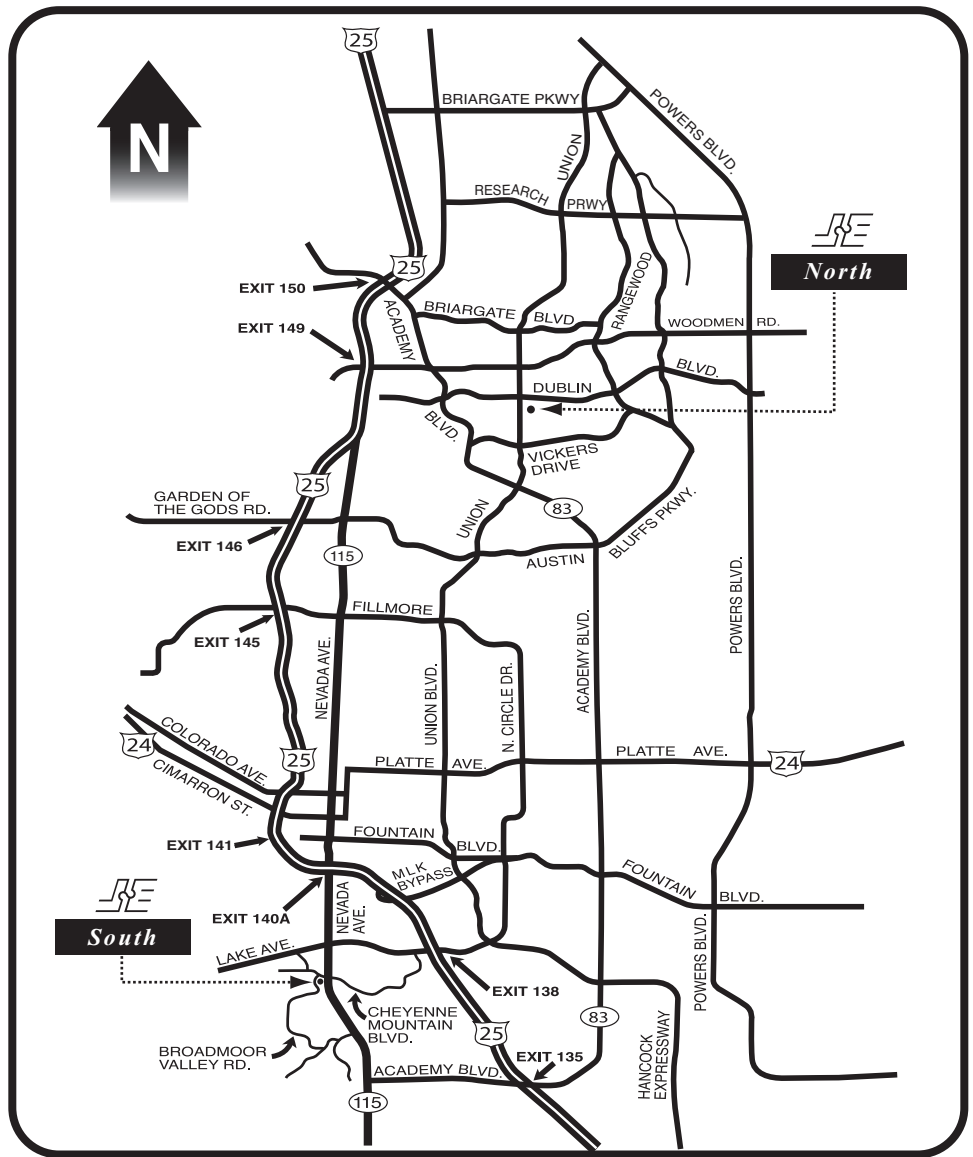 25
N
BRIARGATE PKWY
POWERS BLVD.
UNION
RESEARCH PRWY
North
25
EXIT 150
RANGEWOOD
ACADEMY
BRIARGATE BLVD
WOODMEN RD.
EXIT 149
BLVD.
DUBLIN
BLVD.
VICKERS
DRIVE
25
GARDEN OF
THE GODS RD.
83
UNION
BLUFFS PKWY.
EXIT 146
115
AUSTIN
POWERS BLVD.
FILLMORE
EXIT 145
NEVADA AVE.
UNION BLVD.
N. CIRCLE DR.
ACADEMY BLVD.
COLORADO AVE.
24
CIMARRON ST.
25
PLATTE AVE.
PLATTE AVE.
24
EXIT 141
FOUNTAIN BLVD.
MLK
BYPASS
FOUNTAIN BLVD.
EXIT 140A
NEVADA
AVE.
South
LAKE AVE.
POWERS BLVD.
EXIT 138
CHEYENNE
MOUNTAIN
BLVD.
83
25
HANCOCK
EXPRESSWAY
BROADMOOR
VALLEY RD.
EXIT 135
ACADEMY BLVD.
115